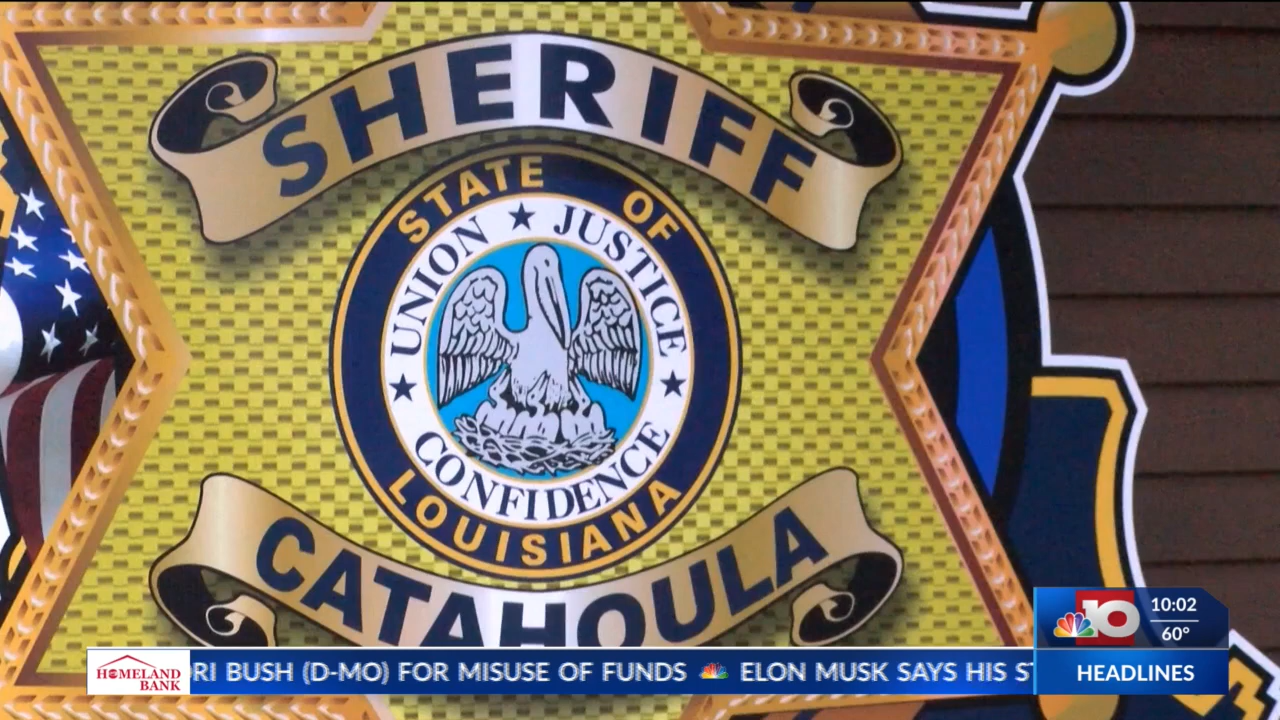 SHERIFF
STATE OF
UNION ★ JUSTICE
CONFIDENCE
LOUISIANA
CATAHOULA
10
10:02
60°
HOMELAND
BANK
RI BUSH (D-MO) FOR MISUSE OF FUNDS
ELON MUSK SAYS HIS
HEADLINES